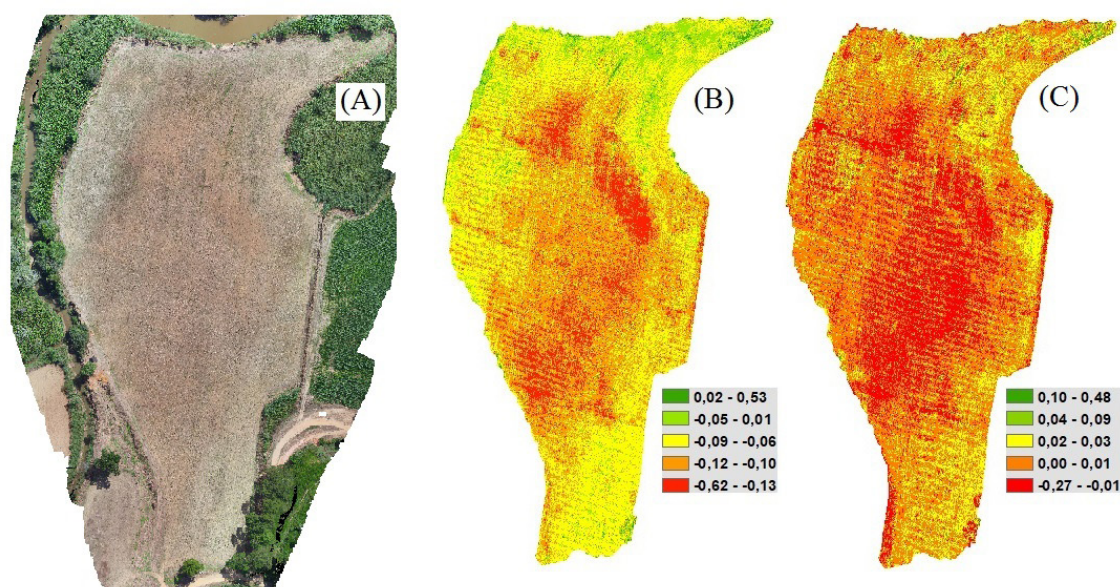 (A)
(B)
(C)
0,02 - 0,53
-0,05 - 0,01
-0,09 - -0,06
-0,12 - -0,10
-0,62 - -0,13
0,10 - 0,48
0,04 - 0,09
0,02 - 0,03
0,00 - 0,01
-0,27 - -0,01